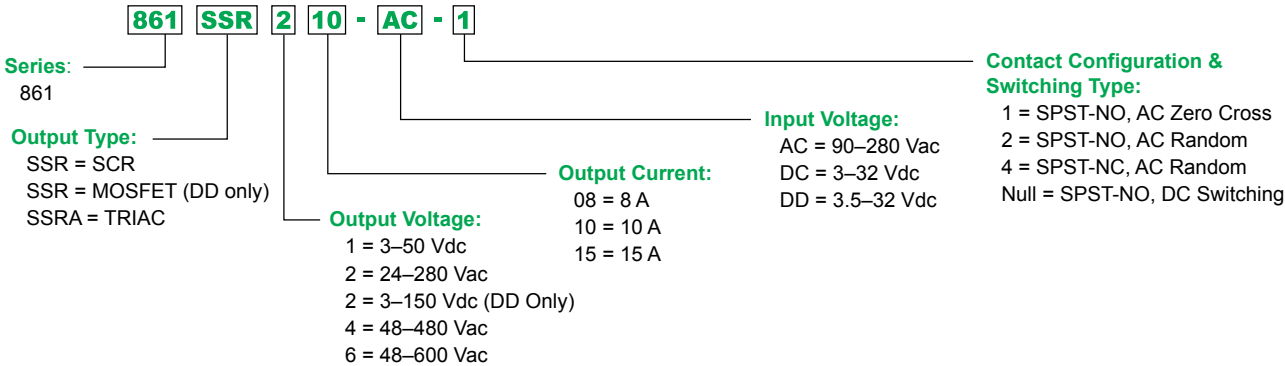 861 SSR 2 10 - AC - 1
Series:
861
Output Type:
SSR = SCR
SSR = MOSFET (DD only)
SSRA = TRIAC
Output Voltage:
1 = 3–50 Vdc
2 = 24–280 Vac
2 = 3–150 Vdc (DD Only)
4 = 48–480 Vac
6 = 48–600 Vac
Output Current:
08 = 8 A
10 = 10 A
15 = 15 A
Input Voltage:
AC = 90–280 Vac
DC = 3–32 Vdc
DD = 3.5–32 Vdc
Contact Configuration &
Switching Type:
1 = SPST-NO, AC Zero Cross
2 = SPST-NO, AC Random
4 = SPST-NC, AC Random
Null = SPST-NO, DC Switching